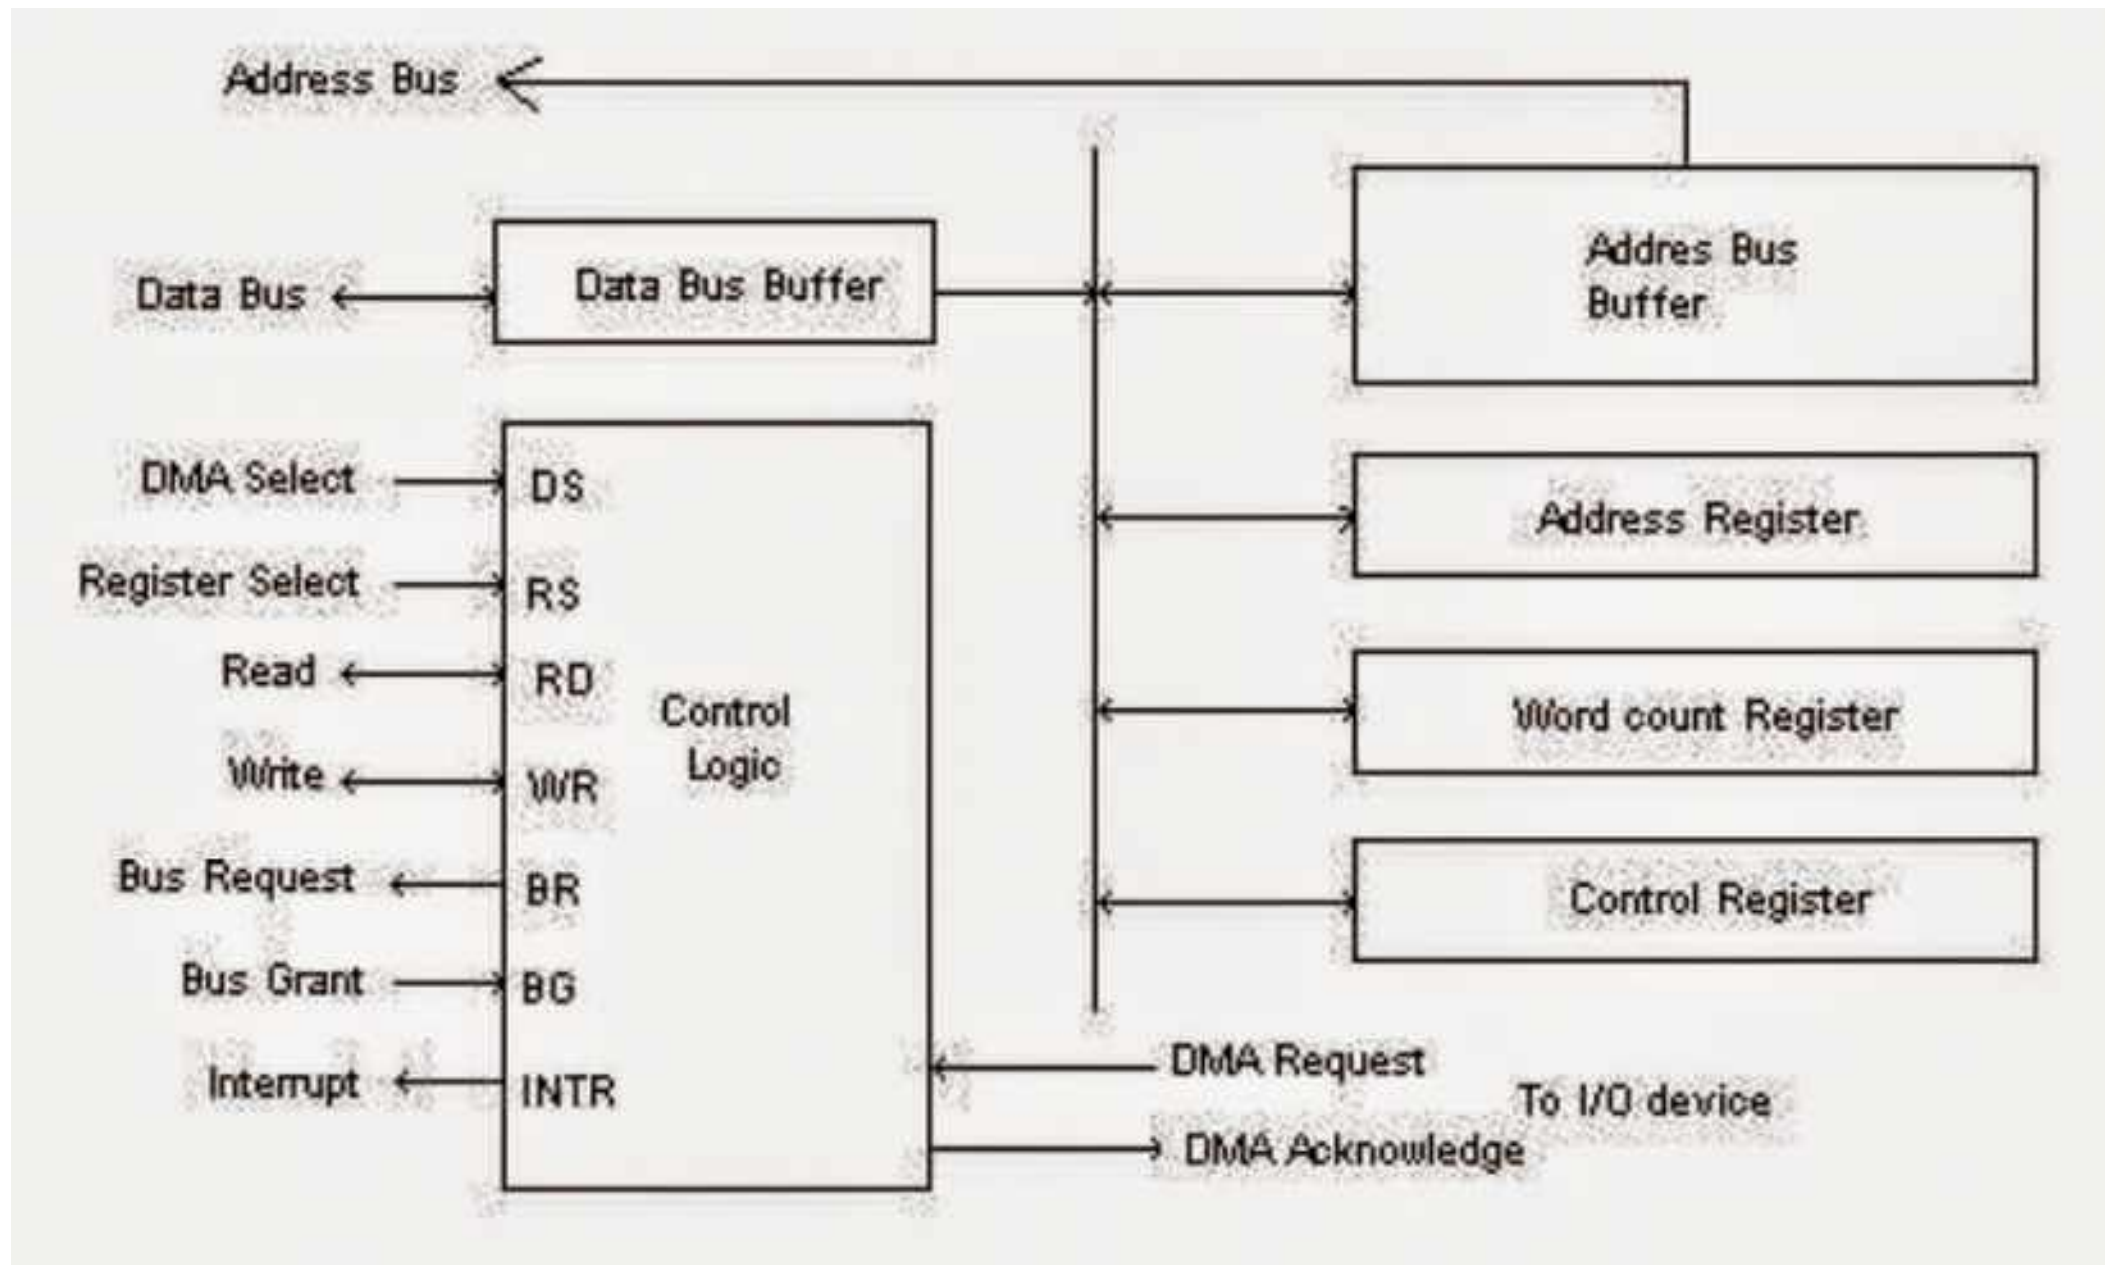 Address Bus
Addres Bus
Buffer
Data Bus
Data Bus Buffer
DMA Select
DS
Address Register
Register Select
RS
Read
RD
Control
Logic
Word count Register
Write
WR
Bus Request
BR
Control Register
Bus Grant
BG
Interrupt
INTR
DMA Request
To I/O device
DMA Acknowledge